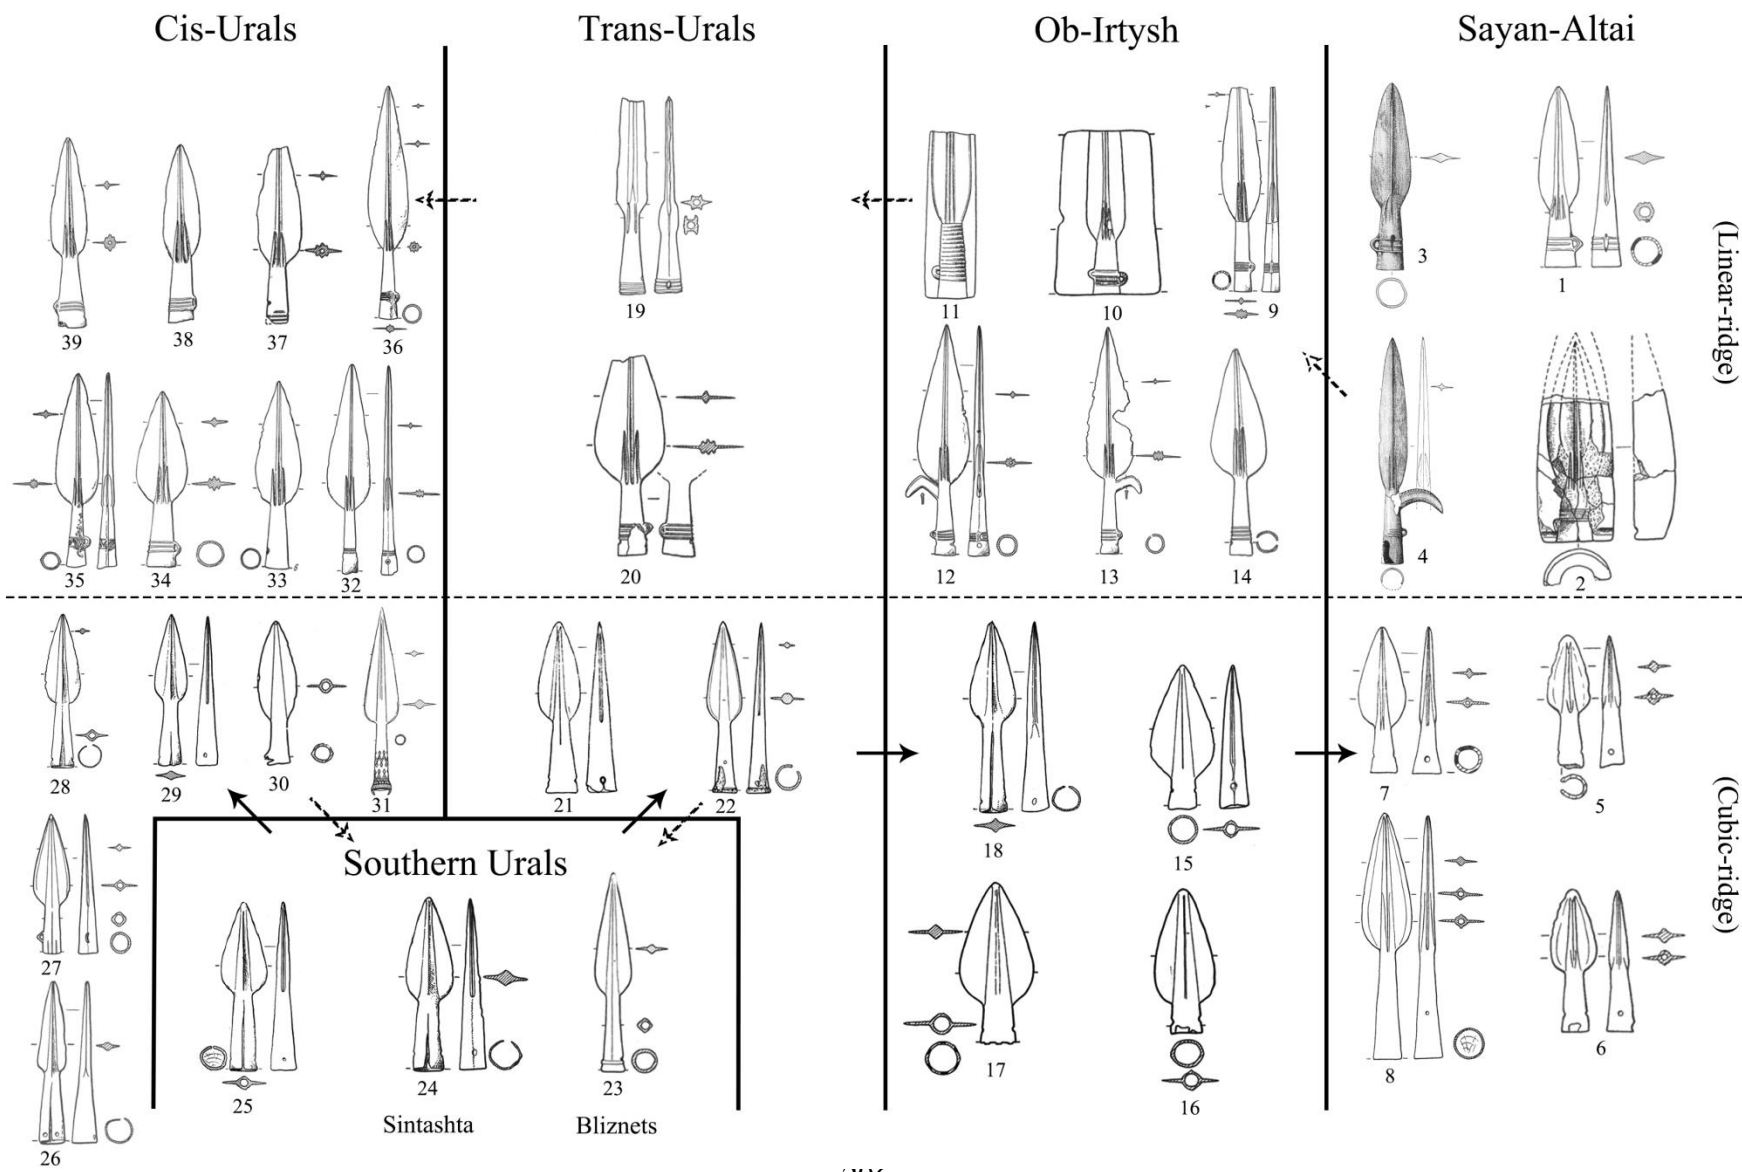 Cis-Urals Trans-Urals Ob-Irtysh Sayan-Altai
39 38 37 36 19 11 10 9 3 1
(Linear-ridge)
35 34 33 32 20 12 13 14 4 2
28 29 30 31 21 22 18 15 7 5
(Cubic-ridge)
Southern Urals
27 25 24 23 17 16 8 6
Sintashta Bliznets
26